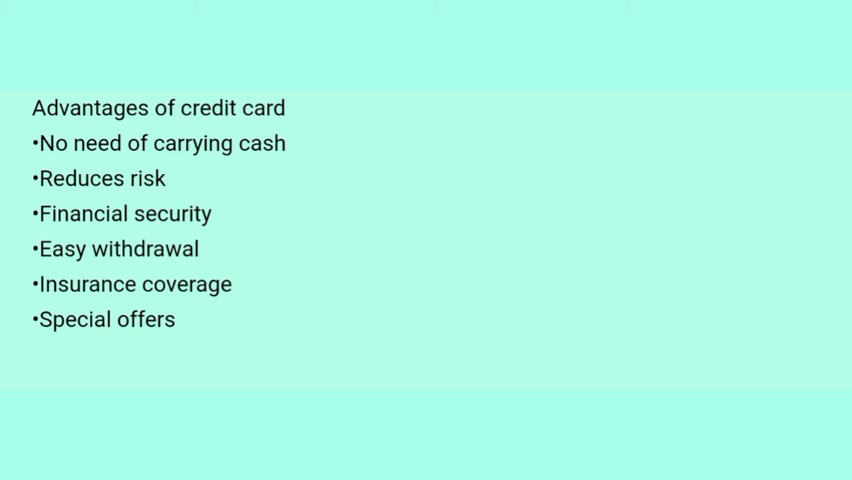 Advantages of credit card
•No need of carrying cash
•Reduces risk
•Financial security
•Easy withdrawal
•Insurance coverage
•Special offers